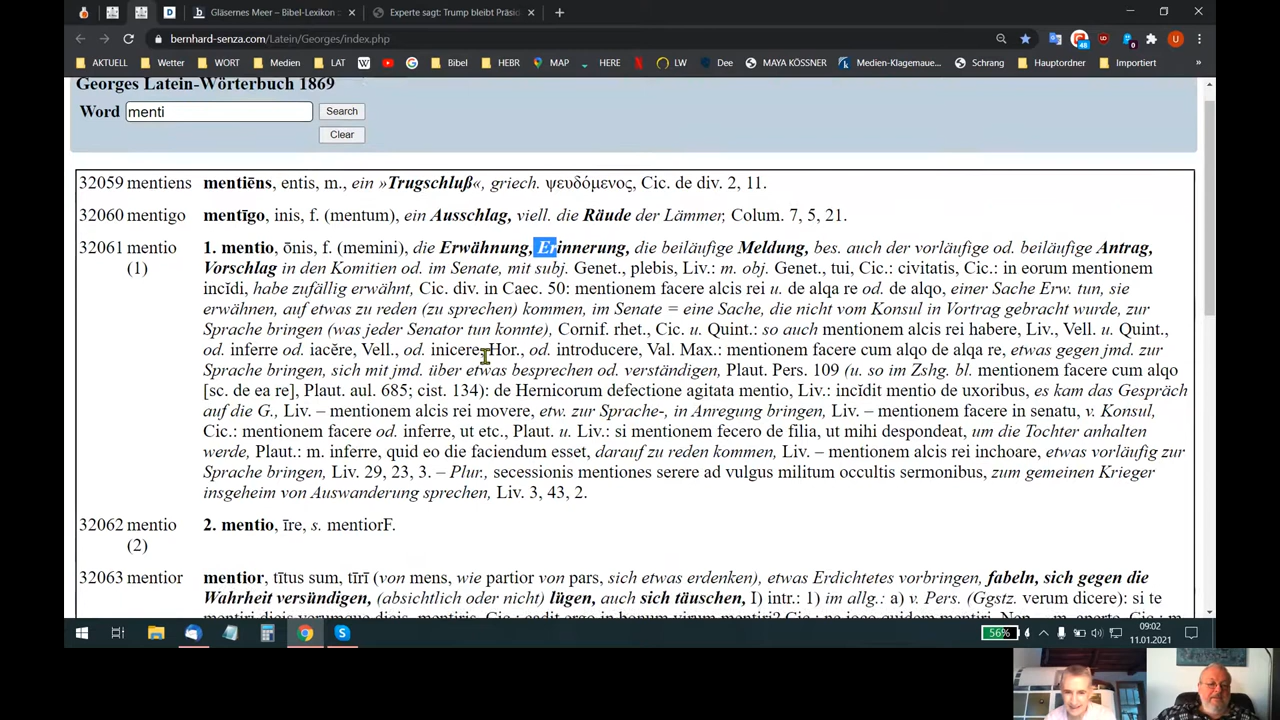 Gläsernes Meer – Bibel-Lexikon :
Experte sagt: Trump bleibt Präsid
bernhard-senza.com/Latein/Georges/index.php
AKTUELL Wetter WORT Medien LAT Bibel HEBR MAP HERE LW Dee MAYA KÖSSNER Medien-Klagemaue... Schrang Hauptordner Importiert
Georges Latein-Wörterbuch 1869
Word menti Search
Clear
32059 mentiens mentiēns, entis, m., ein »Trugschluß«, griech. ψευδόμενος, Cic. de div. 2, 11.
32060 mentigo mentīgo, inis, f. (mentum), ein Ausschlag, viell. die Räude der Lämmer, Colum. 7, 5, 21.
32061 mentio 1. mentio, ōnis, f. (memini), die Erwähnung, Erinnerung, die beiläufige Meldung, bes. auch der vorläufige od. beiläufige Antrag,
(1) Vorschlag in den Komitien od. im Senate, mit subj. Genet., plebis, Liv.: m. obj. Genet., tui, Cic.: civitatis, Cic.: in eorum mentionem
incĭdi, habe zufällig erwähnt, Cic. div. in Caec. 50: mentionem facere alcis rei u. de alqa re od. de alqo, einer Sache Erw. tun, sie
erwähnen, auf etwas zu reden (zu sprechen) kommen, im Senate = eine Sache, die nicht vom Konsul in Vortrag gebracht wurde, zur
Sprache bringen (was jeder Senator tun konnte), Cornif. rhet., Cic. u. Quint.: so auch mentionem alcis rei habere, Liv., Vell. u. Quint.,
od. inferre od. iacĕre, Vell., od. inicere, Hor., od. introducere, Val. Max.: mentionem facere cum alqo de alqa re, etwas gegen jmd. zur
Sprache bringen, sich mit jmd. über etwas besprechen od. verständigen, Plaut. Pers. 109 (u. so im Zshg. bl. mentionem facere cum alqo
[sc. de ea re], Plaut. aul. 685; cist. 134): de Hernicorum defectione agitata mentio, Liv.: incĭdit mentio de uxoribus, es kam das Gespräch
auf die G., Liv. – mentionem alcis rei movere, etw. zur Sprache-, in Anregung bringen, Liv. – mentionem facere in senatu, v. Konsul,
Cic.: mentionem facere od. inferre, ut etc., Plaut. u. Liv.: si mentionem fecero de filia, ut mihi despondeat, um die Tochter anhalten
werde, Plaut.: m. inferre, quid eo die faciendum esset, darauf zu reden kommen, Liv. – mentionem alcis rei inchoare, etwas vorläufig zur
Sprache bringen, Liv. 29, 23, 3. – Plur., secessionis mentiones serere ad vulgus militum occultis sermonibus, zum gemeinen Krieger
insgeheim von Auswanderung sprechen, Liv. 3, 43, 2.
32062 mentio 2. mentio, īre, s. mentiorF.
(2)
32063 mentior mentior, tītus sum, tīrī (von mens, wie partior von pars, sich etwas erdenken), etwas Erdichtetes vorbringen, fabeln, sich gegen die
Wahrheit versündigen, (absichtlich oder nicht) lügen, auch sich täuschen, I) intr.: 1) im allg.: a) v. Pers. (Ggstz. verum dicere): si te
56% 09:02
11.01.2021